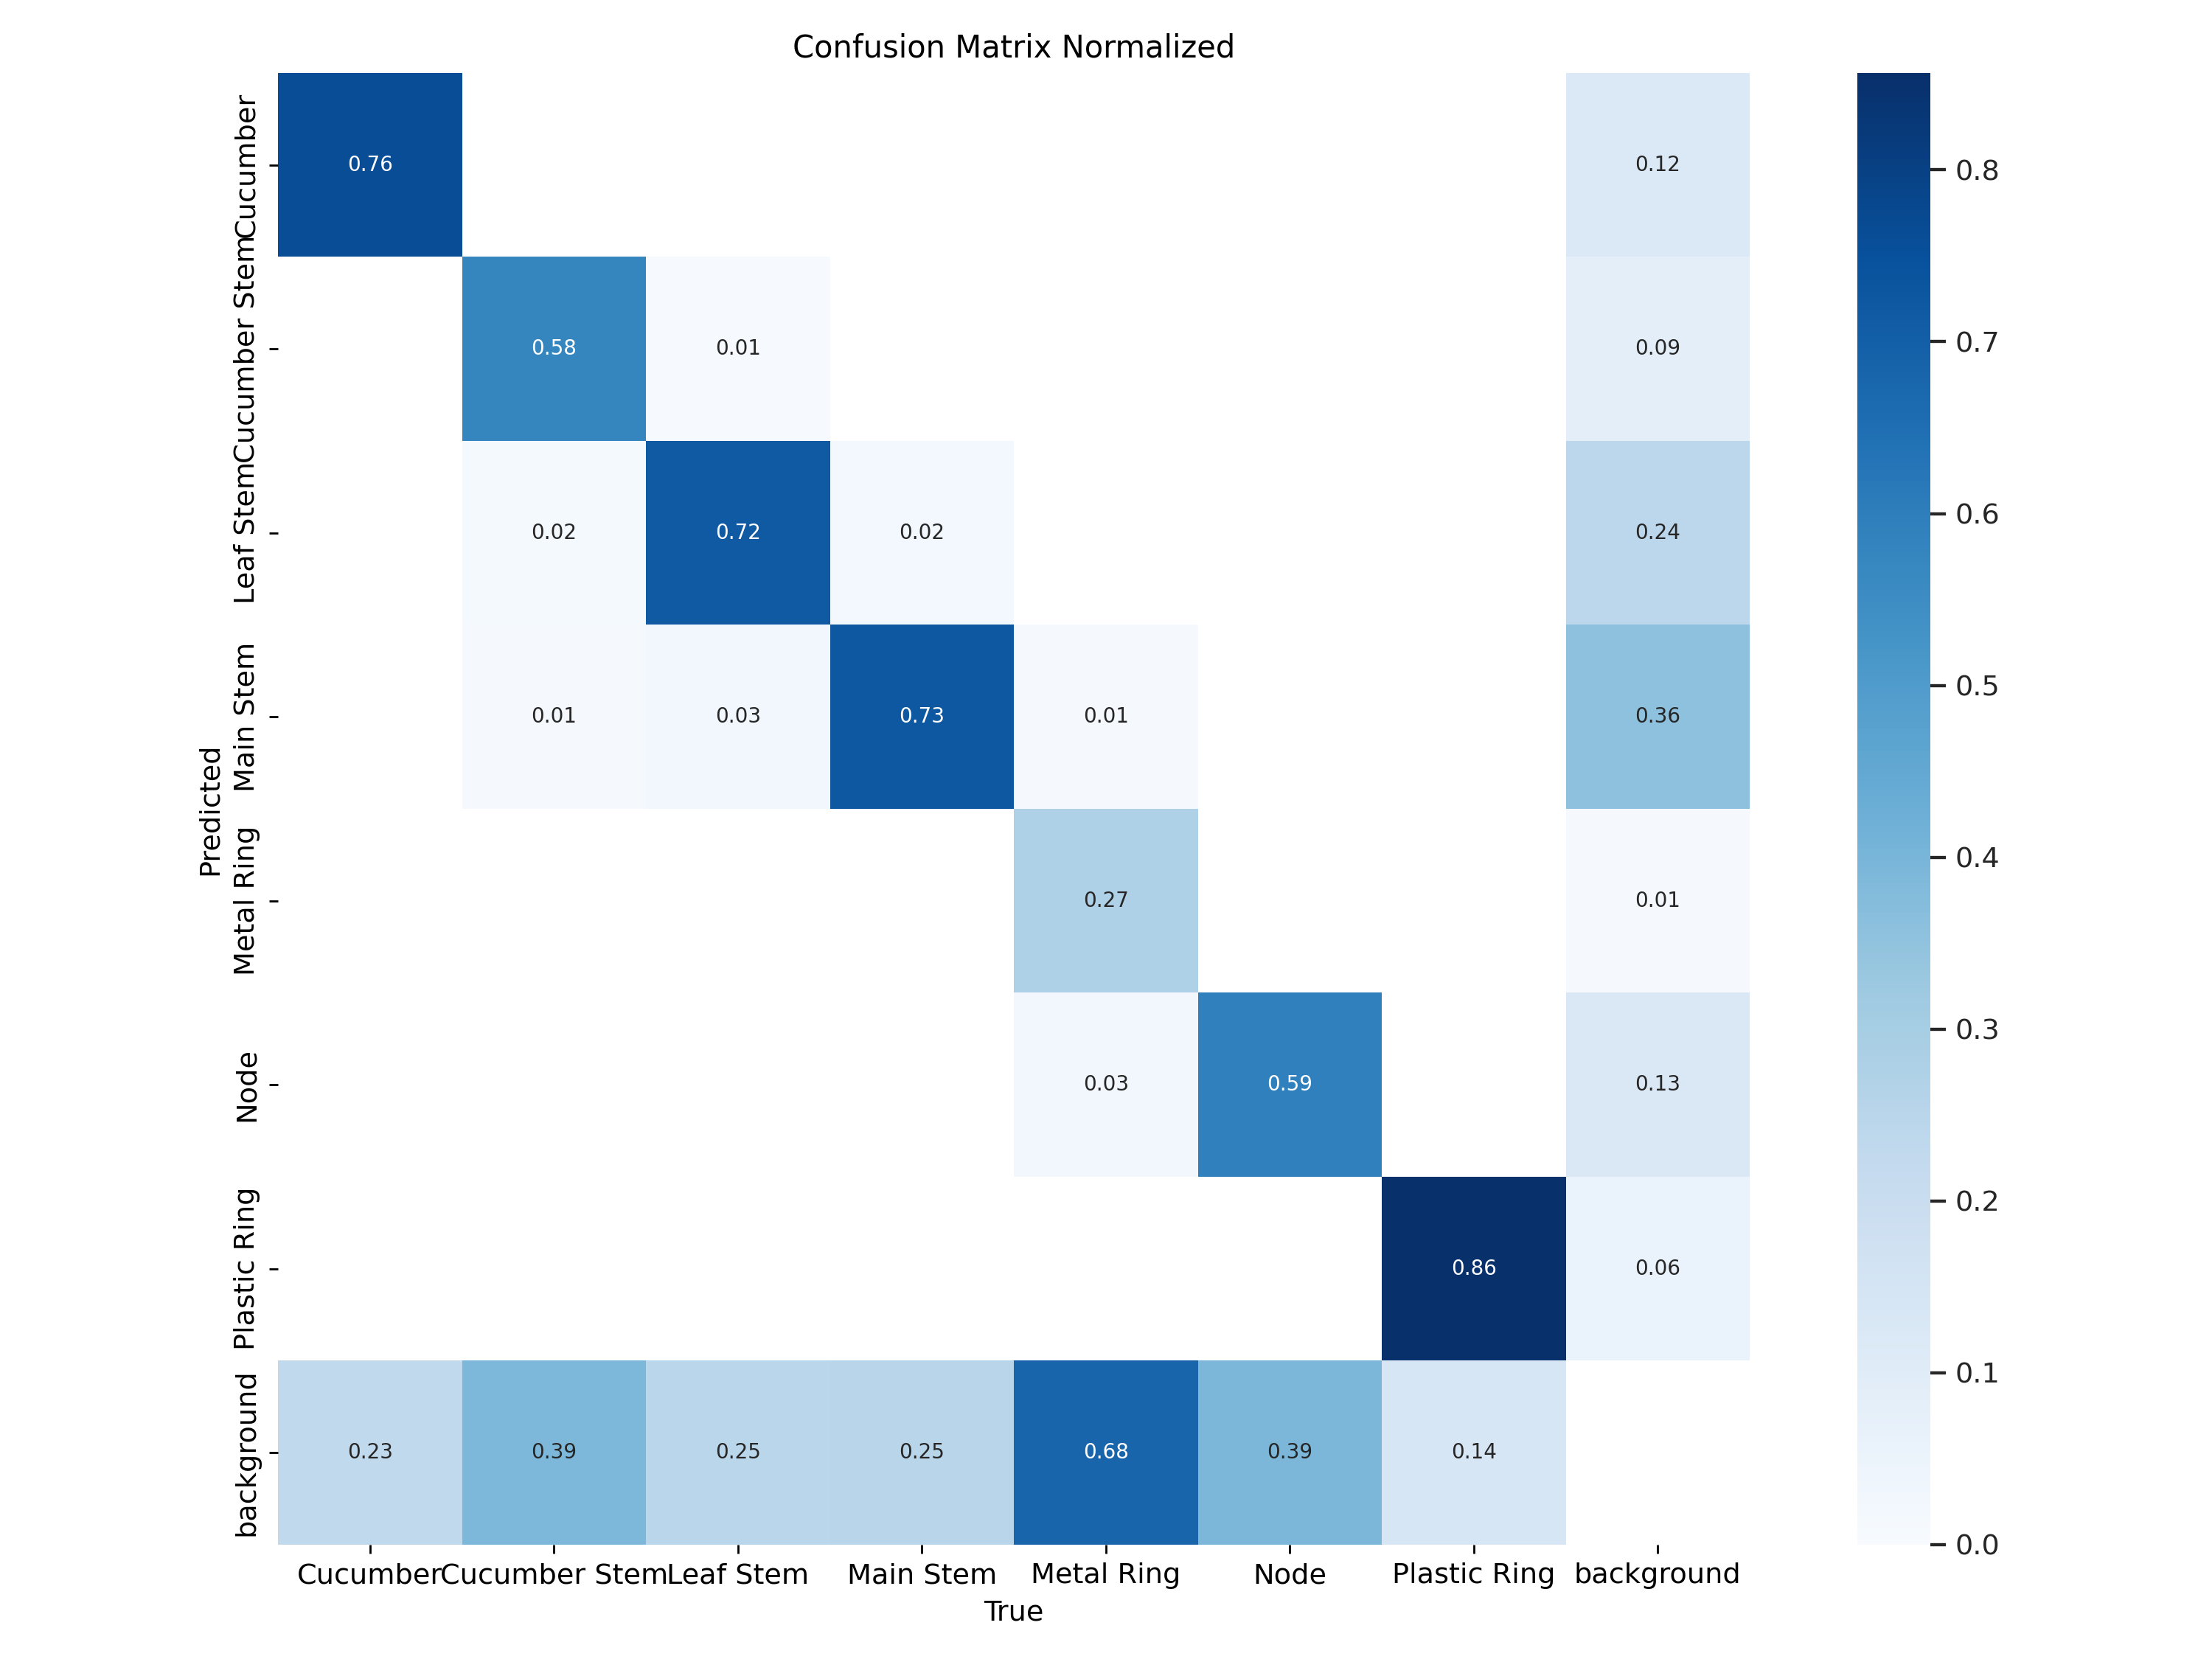 Confusion Matrix Normalized
Predicted
Cucumber
0.76
0.12
Cucumber Stem
0.58
0.01
0.09
Leaf Stem
0.02
0.72
0.02
0.24
Main Stem
0.01
0.03
0.73
0.01
0.36
Metal Ring
0.27
0.01
Node
0.03
0.59
0.13
Plastic Ring
0.86
0.06
background
0.23
0.39
0.25
0.25
0.68
0.39
0.14
Cucumber
Cucumber Stem
Leaf Stem
Main Stem
Metal Ring
Node
Plastic Ring
background
True
0.8
0.7
0.6
0.5
0.4
0.3
0.2
0.1
0.0